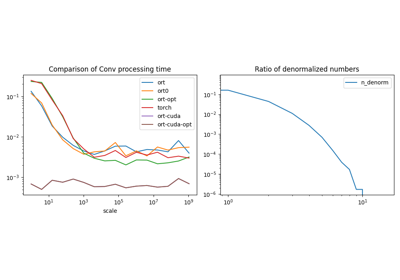 Comparison of Conv processing time
ort
ort0
ort-opt
torch
ort-cuda
ort-cuda-opt
10⁻¹
10⁻²
10⁻³
10¹
10³
10⁵
10⁷
10⁹
scale
Ratio of denormalized numbers
n_denorm
10⁻¹
10⁻²
10⁻³
10⁻⁴
10⁻⁵
10⁻⁶
10⁰
10¹